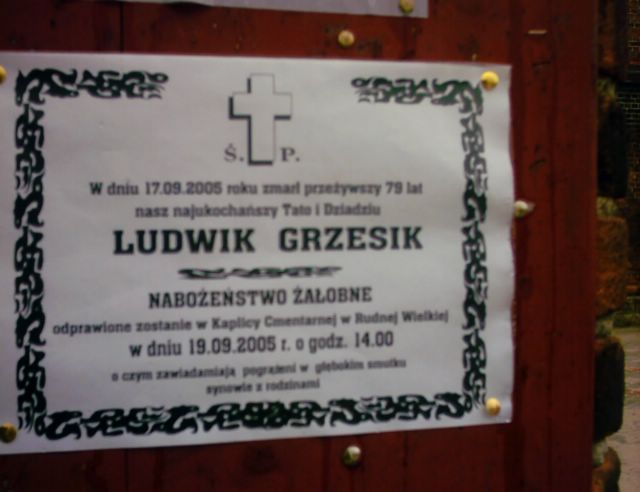 Ś. P.
W dniu 17.09.2005 roku zmarł przeżywszy 79 lat
nasz najukochańszy Tato i Dziadziu
LUDWIK GRZESIK
NABOŻEŃSTWO ŻAŁOBNE
odprawione zostanie w Kaplicy Cmentarnej w Rudnej Wielkiej
w dniu 19.09.2005 r. o godz. 14.00
o czym zawiadamiają pogrążeni w głębokim smutku
synowie z rodzinami